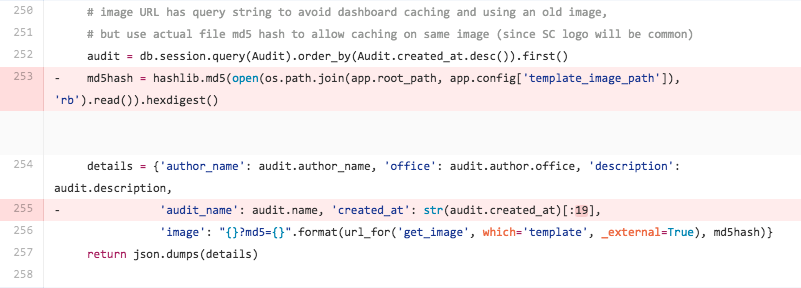 250 # image URL has query string to avoid dashboard caching and using an old image,
251 # but use actual file md5 hash to allow caching on same image (since SC logo will be common)
252 audit = db.session.query(Audit).order_by(Audit.created_at.desc()).first()
253 - md5hash = hashlib.md5(open(os.path.join(app.root_path, app.config['template_image_path']),
'rb').read()).hexdigest()
254 details = {'author_name': audit.author_name, 'office': audit.author.office, 'description':
audit.description,
255 - 'audit_name': audit.name, 'created_at': str(audit.created_at)[:19],
256 'image': "{}?md5={}".format(url_for('get_image', which='template', _external=True), md5hash)}
257 return json.dumps(details)
258